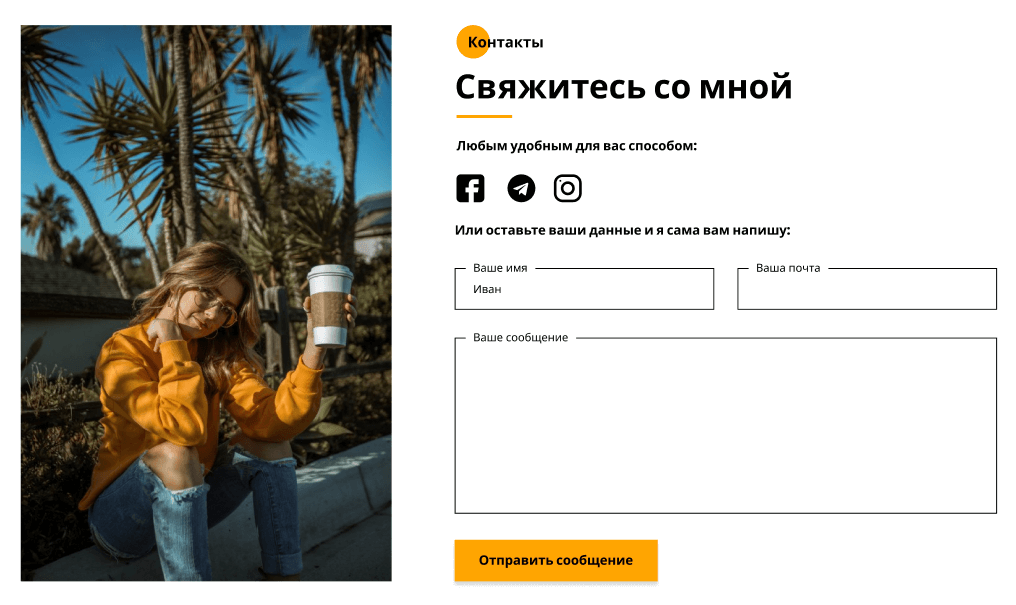 Контакты
Свяжитесь со мной
Любым удобным для вас способом:
Или оставьте ваши данные и я сама вам напишу:
Ваше имя
Иван
Ваша почта
Ваше сообщение
Отправить сообщение